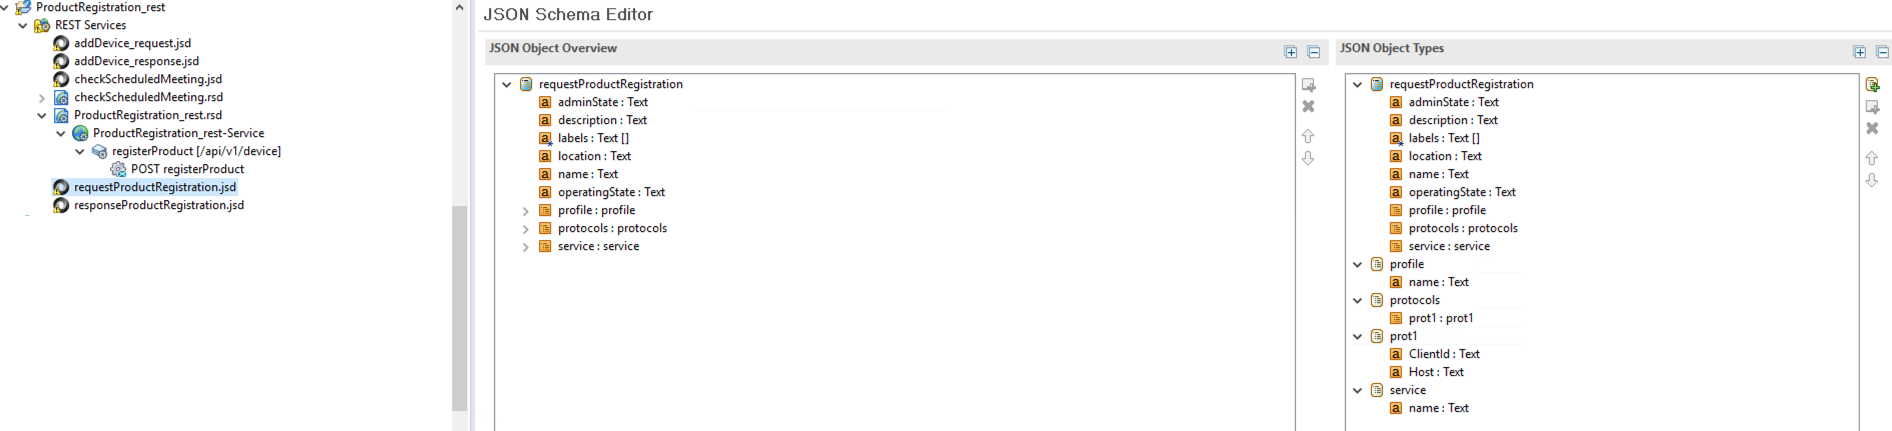 ProductRegistration_rest
REST Services
addDevice_request.jsd
addDevice_response.jsd
checkScheduledMeeting.jsd
checkScheduledMeeting.rsd
ProductRegistration_rest.rsd
ProductRegistration_rest-Service
registerProduct [/api/v1/device]
POST registerProduct
requestProductRegistration.jsd
responseProductRegistration.jsd
JSON Schema Editor
JSON Object Overview
requestProductRegistration
adminState : Text
description : Text
labels : Text []
location : Text
name : Text
operatingState : Text
profile : profile
protocols : protocols
service : service
JSON Object Types
requestProductRegistration
adminState : Text
description : Text
labels : Text []
location : Text
name : Text
operatingState : Text
profile : profile
protocols : protocols
service : service
profile
name : Text
protocols
prot1 : prot1
prot1
ClientId : Text
Host : Text
service
name : Text